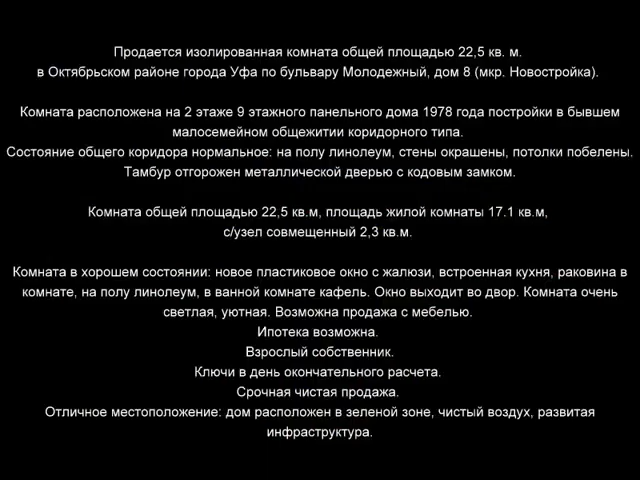 Продается изолированная комната общей площадью 22,5 кв. м.
в Октябрьском районе города Уфа по бульвару Молодежный, дом 8 (мкр. Новостройка).
Комната расположена на 2 этаже 9 этажного панельного дома 1978 года постройки в бывшем
малосемейном общежитии коридорного типа.
Состояние общего коридора нормальное: на полу линолеум, стены окрашены, потолки побелены.
Тамбур отгорожен металлической дверью с кодовым замком.
Комната общей площадью 22,5 кв.м, площадь жилой комнаты 17.1 кв.м,
с/узел совмещенный 2,3 кв.м.
Комната в хорошем состоянии: новое пластиковое окно с жалюзи, встроенная кухня, раковина в
комнате, на полу линолеум, в ванной комнате кафель. Окно выходит во двор. Комната очень
светлая, уютная. Возможна продажа с мебелью.
Ипотека возможна.
Взрослый собственник.
Ключи в день окончательного расчета.
Срочная чистая продажа.
Отличное местоположение: дом расположен в зеленой зоне, чистый воздух, развитая
инфраструктура.